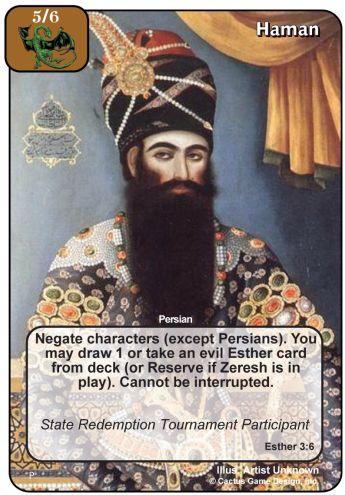 5/6
Haman
Persian
Negate characters (except Persians). You
may draw 1 or take an evil Esther card
from deck (or Reserve if Zeresh is in
play). Cannot be interrupted.
State Redemption Tournament Participant
Esther 3:6
Illus. Artist Unknown
© Cactus Game Design, Inc.